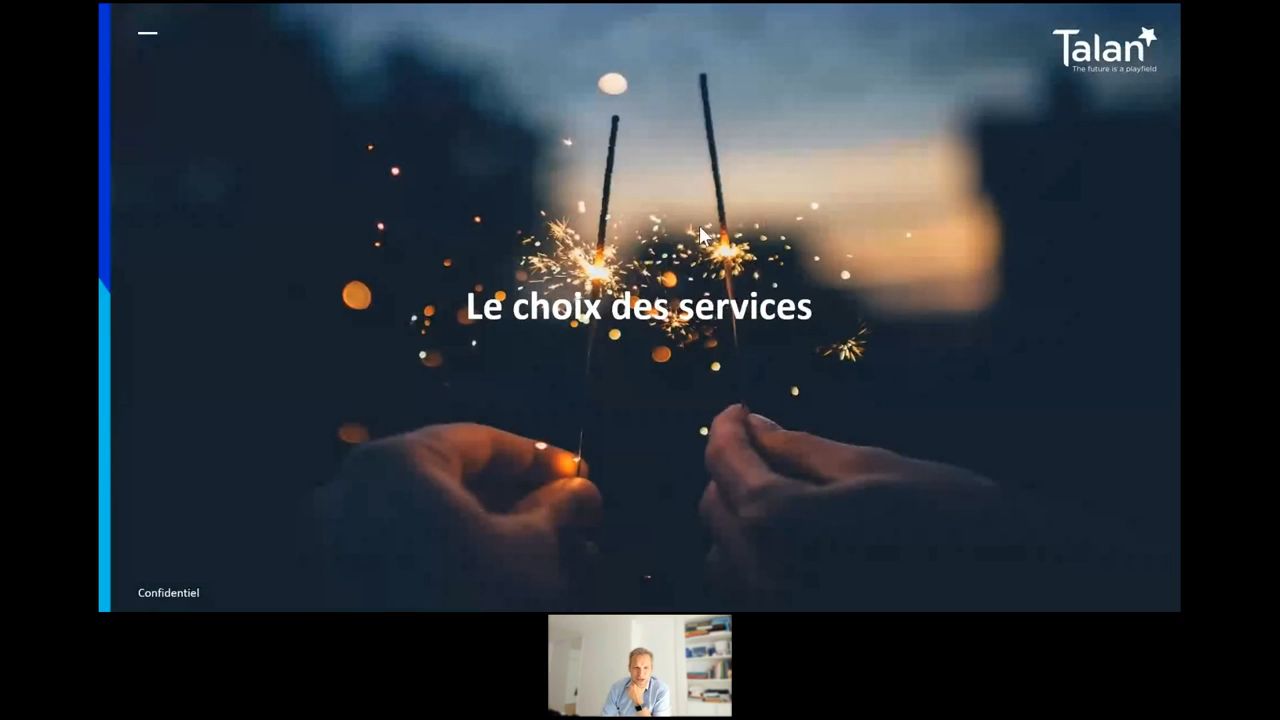 Talan
The future is a playfield
Le choix des services
Confidentiel